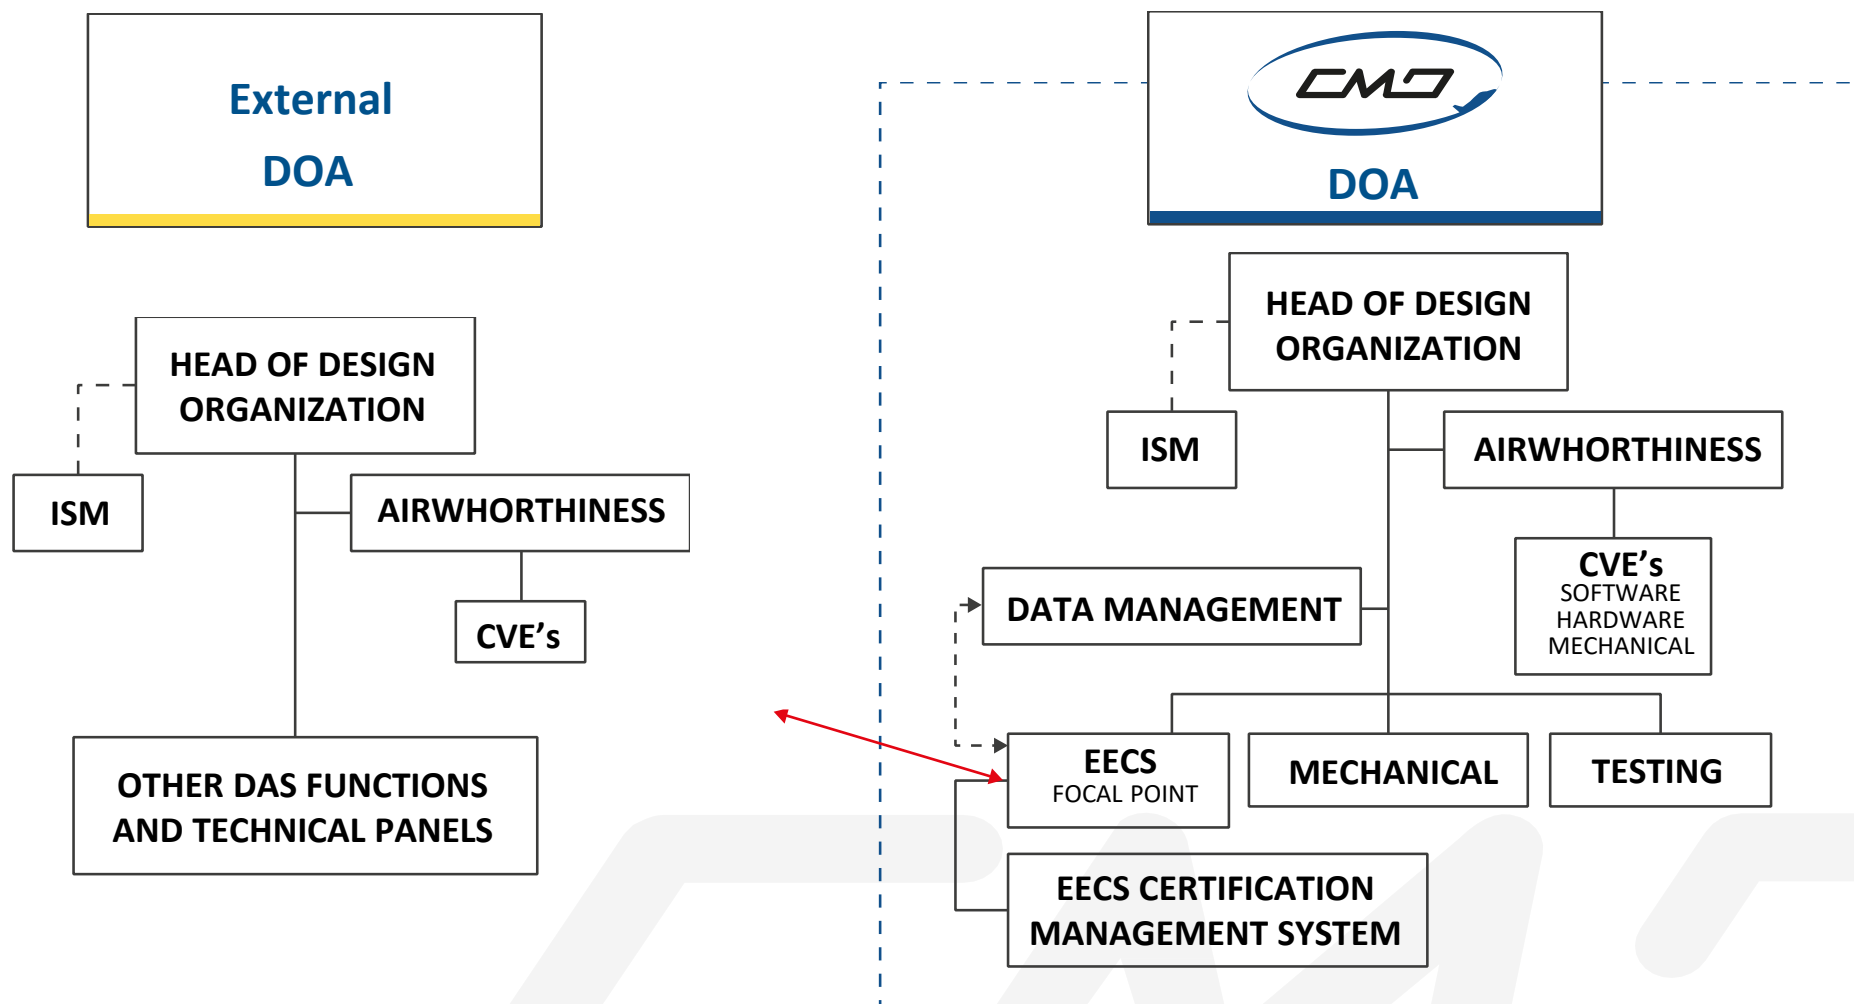 External
DOA
HEAD OF DESIGN
ORGANIZATION
ISM
AIRWHORTHINESS
CVE’s
OTHER DAS FUNCTIONS
AND TECHNICAL PANELS
CMD
DOA
HEAD OF DESIGN
ORGANIZATION
ISM
AIRWHORTHINESS
CVE’s
SOFTWARE
HARDWARE
MECHANICAL
DATA MANAGEMENT
EECS
FOCAL POINT
MECHANICAL
TESTING
EECS CERTIFICATION
MANAGEMENT SYSTEM